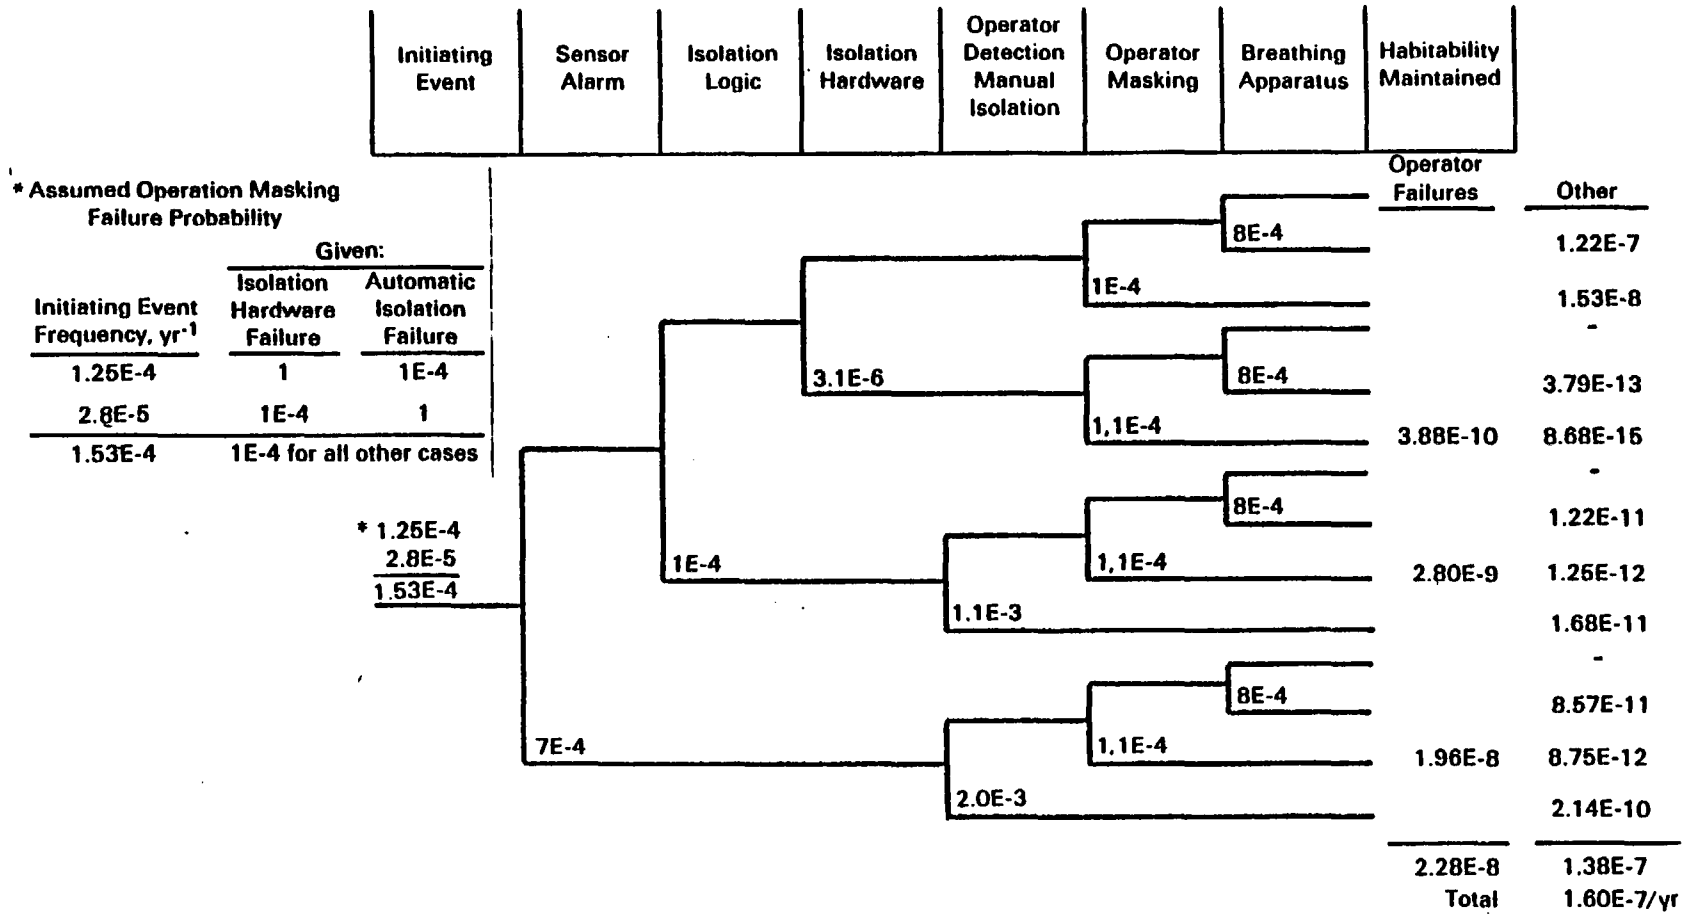 Initiating
Event
Sensor
Alarm
Isolation
Logic
Isolation
Hardware
Operator
Detection
Manual
Isolation
Operator
Masking
Breathing
Apparatus
Habitability
Maintained
Operator
Failures
Other
* Assumed Operation Masking
Failure Probability
Given:
Initiating Event
Frequency, yr-1
Isolation
Hardware
Failure
Automatic
Isolation
Failure
1.25E-4 1 1E-4
2.8E-5 1E-4 1
1.53E-4 1E-4 for all other cases
* 1.25E-4
2.8E-5
1.53E-4
8E-4
1.22E-7
1E-4
1.53E-8
-
3.1E-6
8E-4
3.79E-13
1,1E-4
3.88E-10 8.68E-15
-
8E-4
1.22E-11
1E-4
1,1E-4
2.80E-9 1.25E-12
1.1E-3
1.68E-11
-
8E-4
8.57E-11
7E-4
1,1E-4
1.96E-8 8.75E-12
2.0E-3
2.14E-10
2.28E-8 1.38E-7
Total 1.60E-7/yr